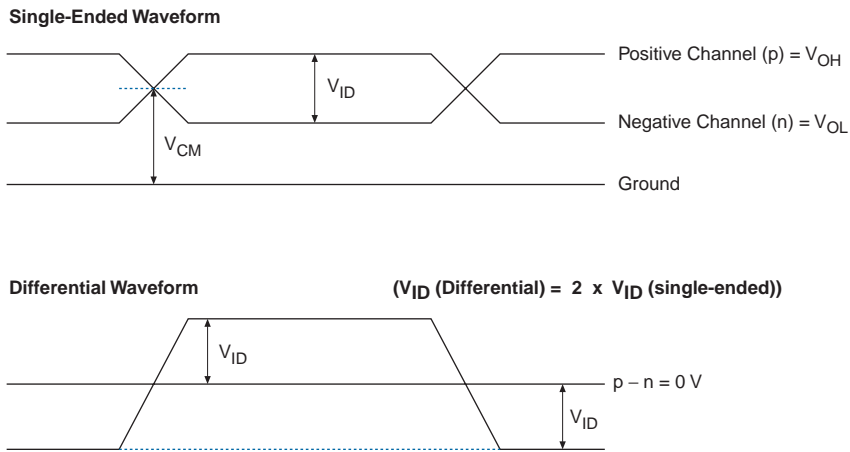 Single-Ended Waveform
Positive Channel (p) = VOH
VID
Negative Channel (n) = VOL
VCM
Ground
Differential Waveform
(VID (Differential) = 2 x VID (single-ended))
VID
p – n = 0 V
VID